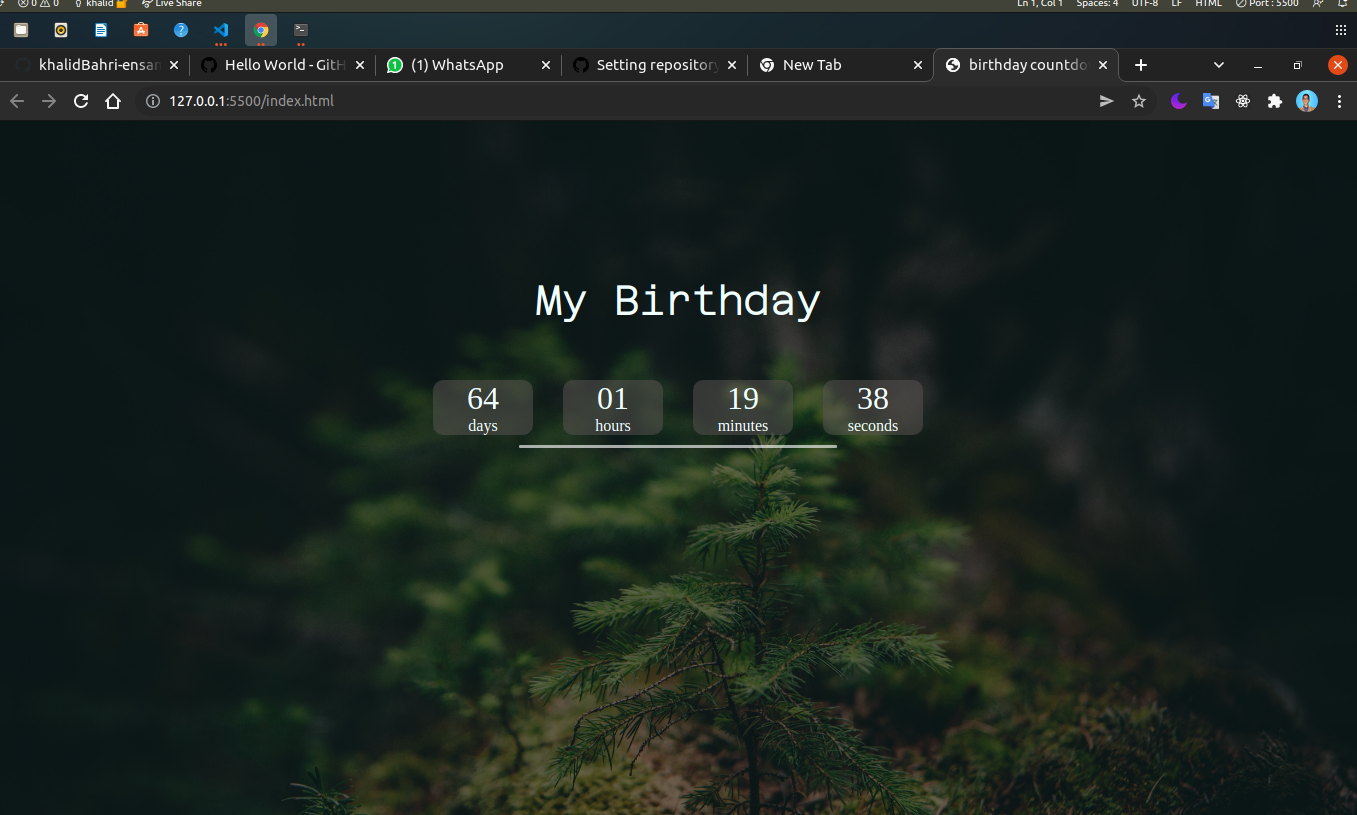 0 0 khalid Live Share Ln 1, Col 1 Spaces: 4 UTF-8 LF HTML Port : 5500
khalidBahri-ensan Hello World - GitH (1) WhatsApp Setting repository New Tab birthday countdo
127.0.0.1:5500/index.html
My Birthday
64 01 19 38
days hours minutes seconds